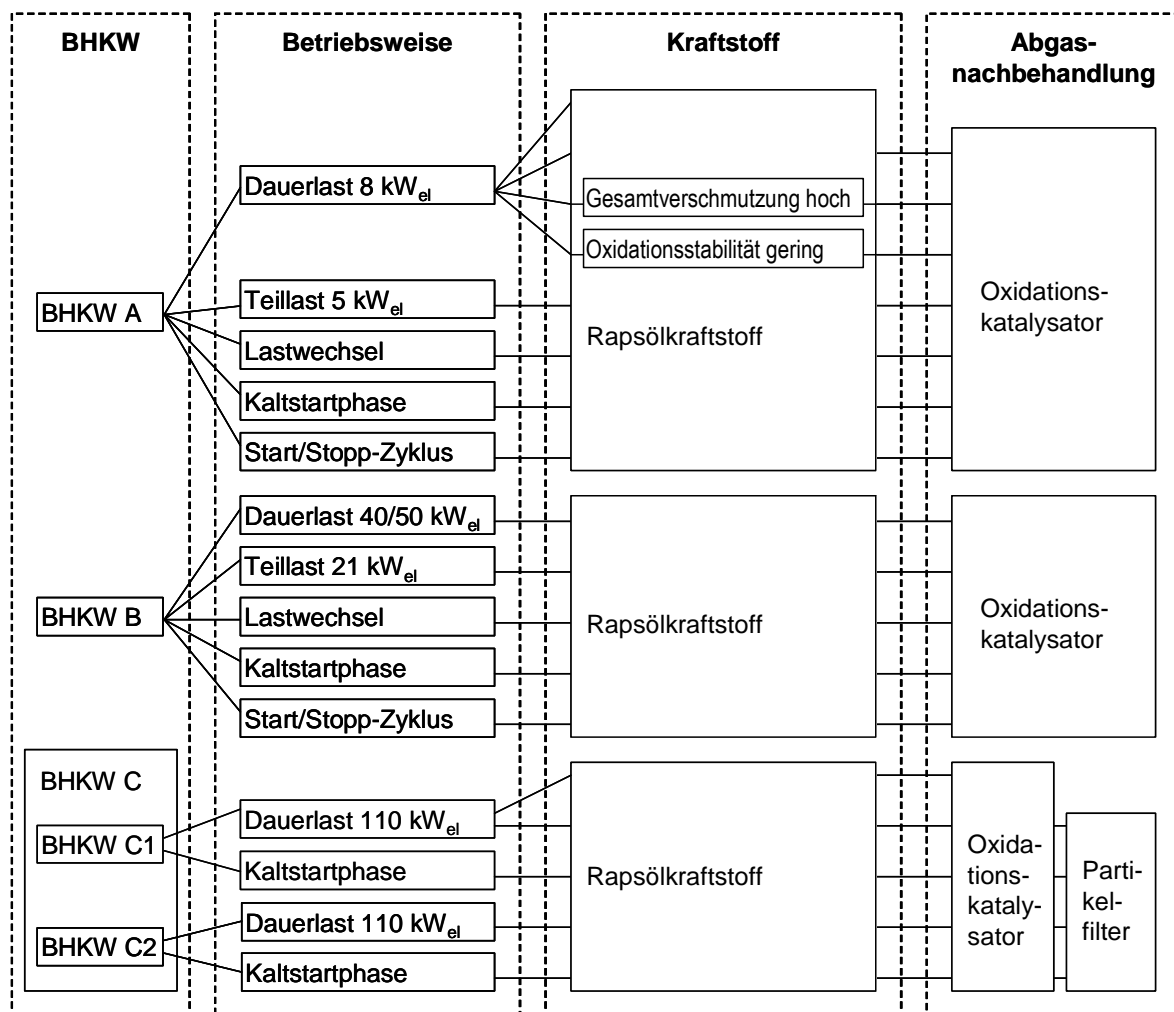 BHKW
Betriebsweise
Kraftstoff
Abgas-
nachbehandlung
BHKW A
Dauerlast 8 kWel
Teillast 5 kWel
Lastwechsel
Kaltstartphase
Start/Stopp-Zyklus
Gesamtverschmutzung hoch
Oxidationsstabilität gering
Rapsölkraftstoff
Oxidations-
katalysator
BHKW B
Dauerlast 40/50 kWel
Teillast 21 kWel
Lastwechsel
Kaltstartphase
Start/Stopp-Zyklus
Rapsölkraftstoff
Oxidations-
katalysator
BHKW C
BHKW C1
BHKW C2
Dauerlast 110 kWel
Kaltstartphase
Dauerlast 110 kWel
Kaltstartphase
Rapsölkraftstoff
Oxida-
tions-
kataly-
sator
Parti-
kel-
filter